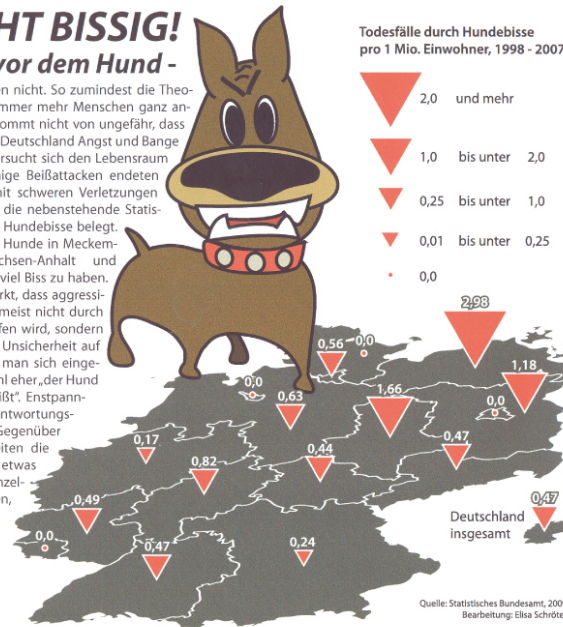 HT BISSIG!
vor dem Hund -
en nicht. So zumindest die Theo-
mmer mehr Menschen ganz an-
ommt nicht von ungefähr, dass
Deutschland Angst und Bange
ersucht sich den Lebensraum
nige Beißattacken endeten
mit schweren Verletzungen
die nebenstehende Statis-
Hundebisse belegt.
Hunde in Meckem-
chsen-Anhalt und
viel Biss zu haben.
rkt, dass aggressi-
meist nicht durch
fen wird, sondern
Unsicherheit auf
man sich einge-
hl eher „der Hund
ißt“. Enstpann-
ntwortungs-
Gegenüber
eiten die
etwas
nzel-
en,
Todesfälle durch Hundebisse
pro 1 Mio. Einwohner, 1998 - 2007
2,0 und mehr
1,0 bis unter 2,0
0,25 bis unter 1,0
0,01 bis unter 0,25
0,0
2,98
0,56
0,0
1,18
0,0
0,63
1,66
0,0
0,17
0,82
0,44
0,47
0,49
0,0
0,47
0,24
0,47
Deutschland
insgesamt
Quelle: Statistisches Bundesamt, 200
Bearbeitung: Elisa Schröte